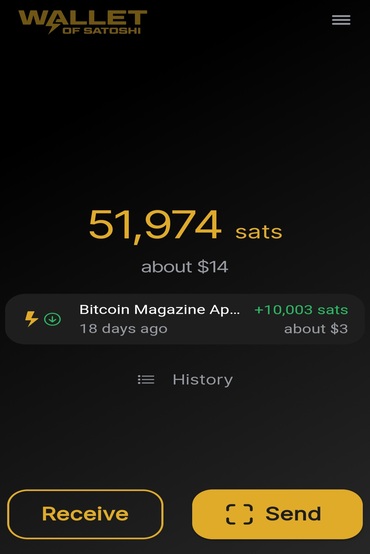 WALLET
OF SATOSHI
51,974 sats
about $14
Bitcoin Magazine Ap... +10,003 sats
18 days ago about $3
History
Receive Send